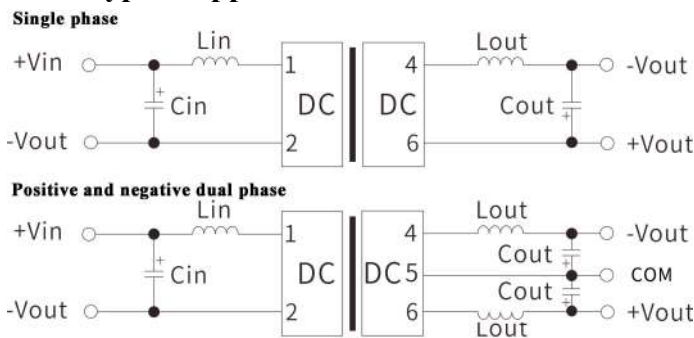 Single phase
Lin
Lout
+Vin
1
4
-Vout
+
Cin
DC
DC
Cout
+
-Vout
2
6
+Vout
Positive and negative dual phase
Lin
Lout
+Vin
1
4
-Vout
Cout
+
+
Cin
DC
DC
5
COM
Cout
+
-Vout
2
6
+Vout
Lout